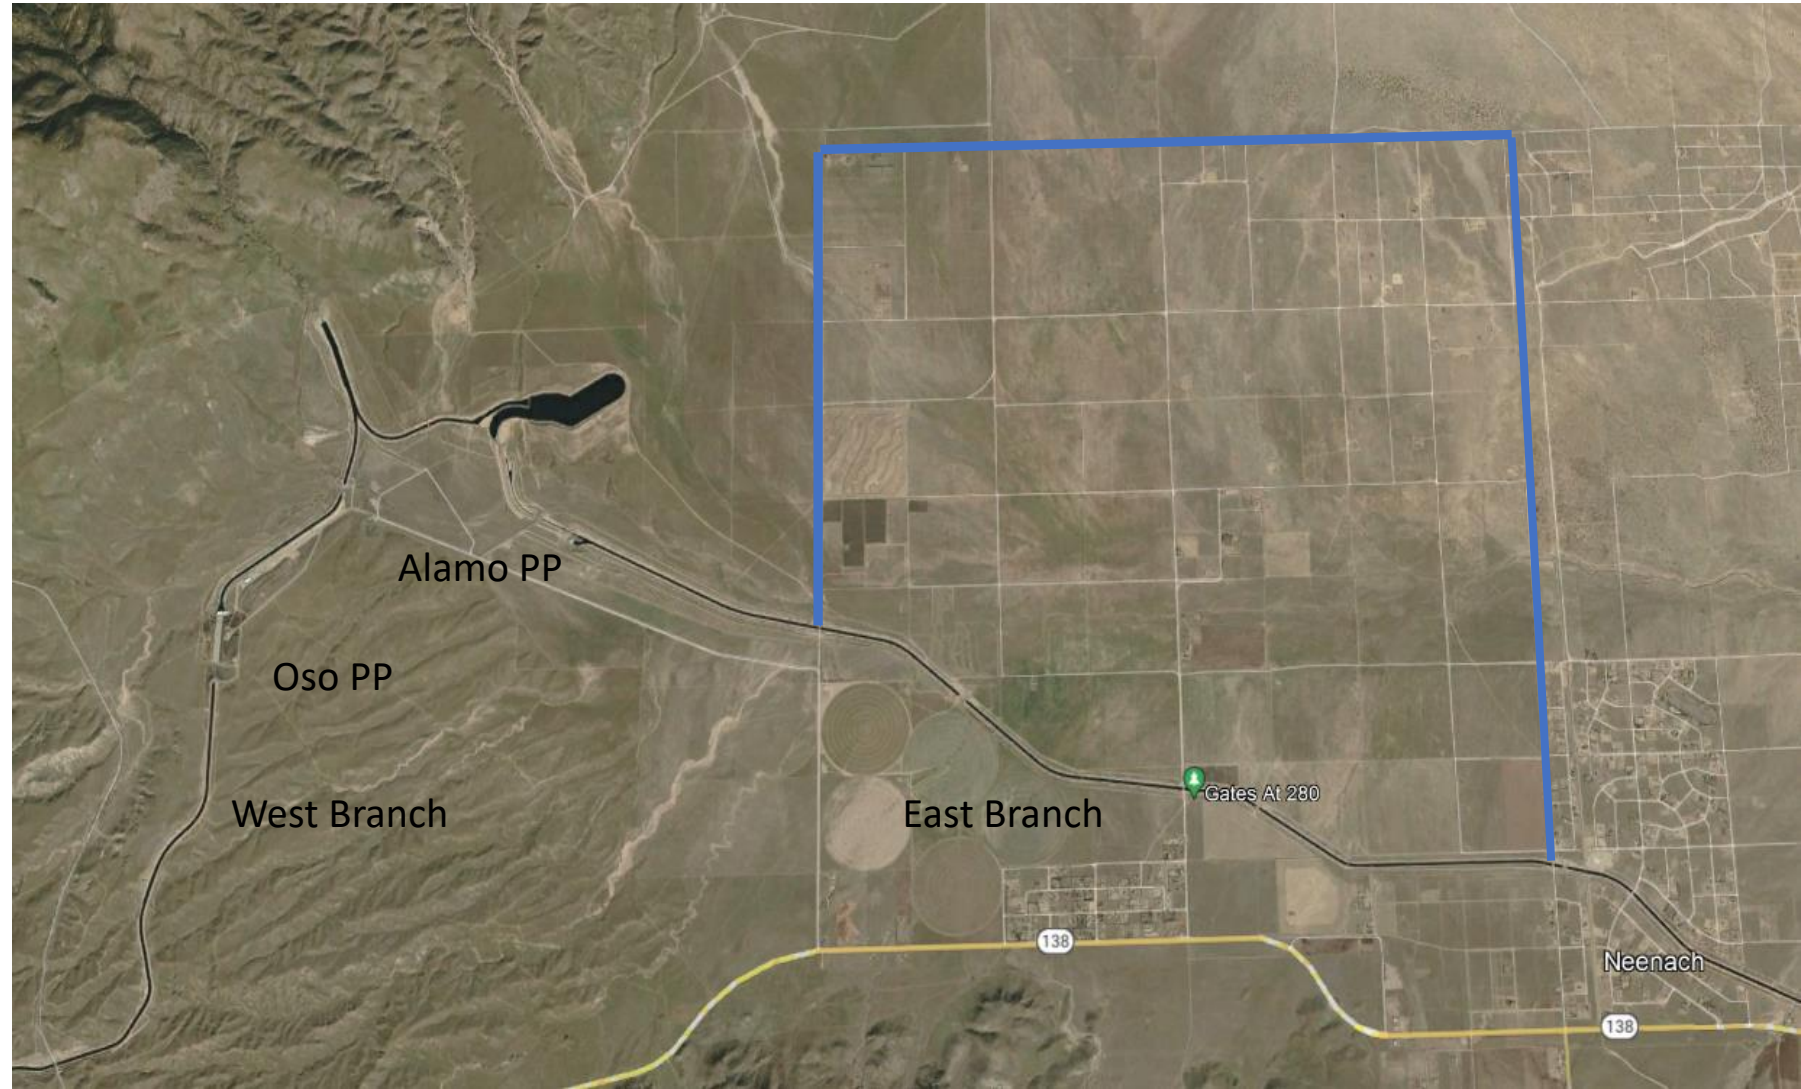 Alamo PP
Oso PP
West Branch
East Branch
Gates At 280
138
Neenach
138